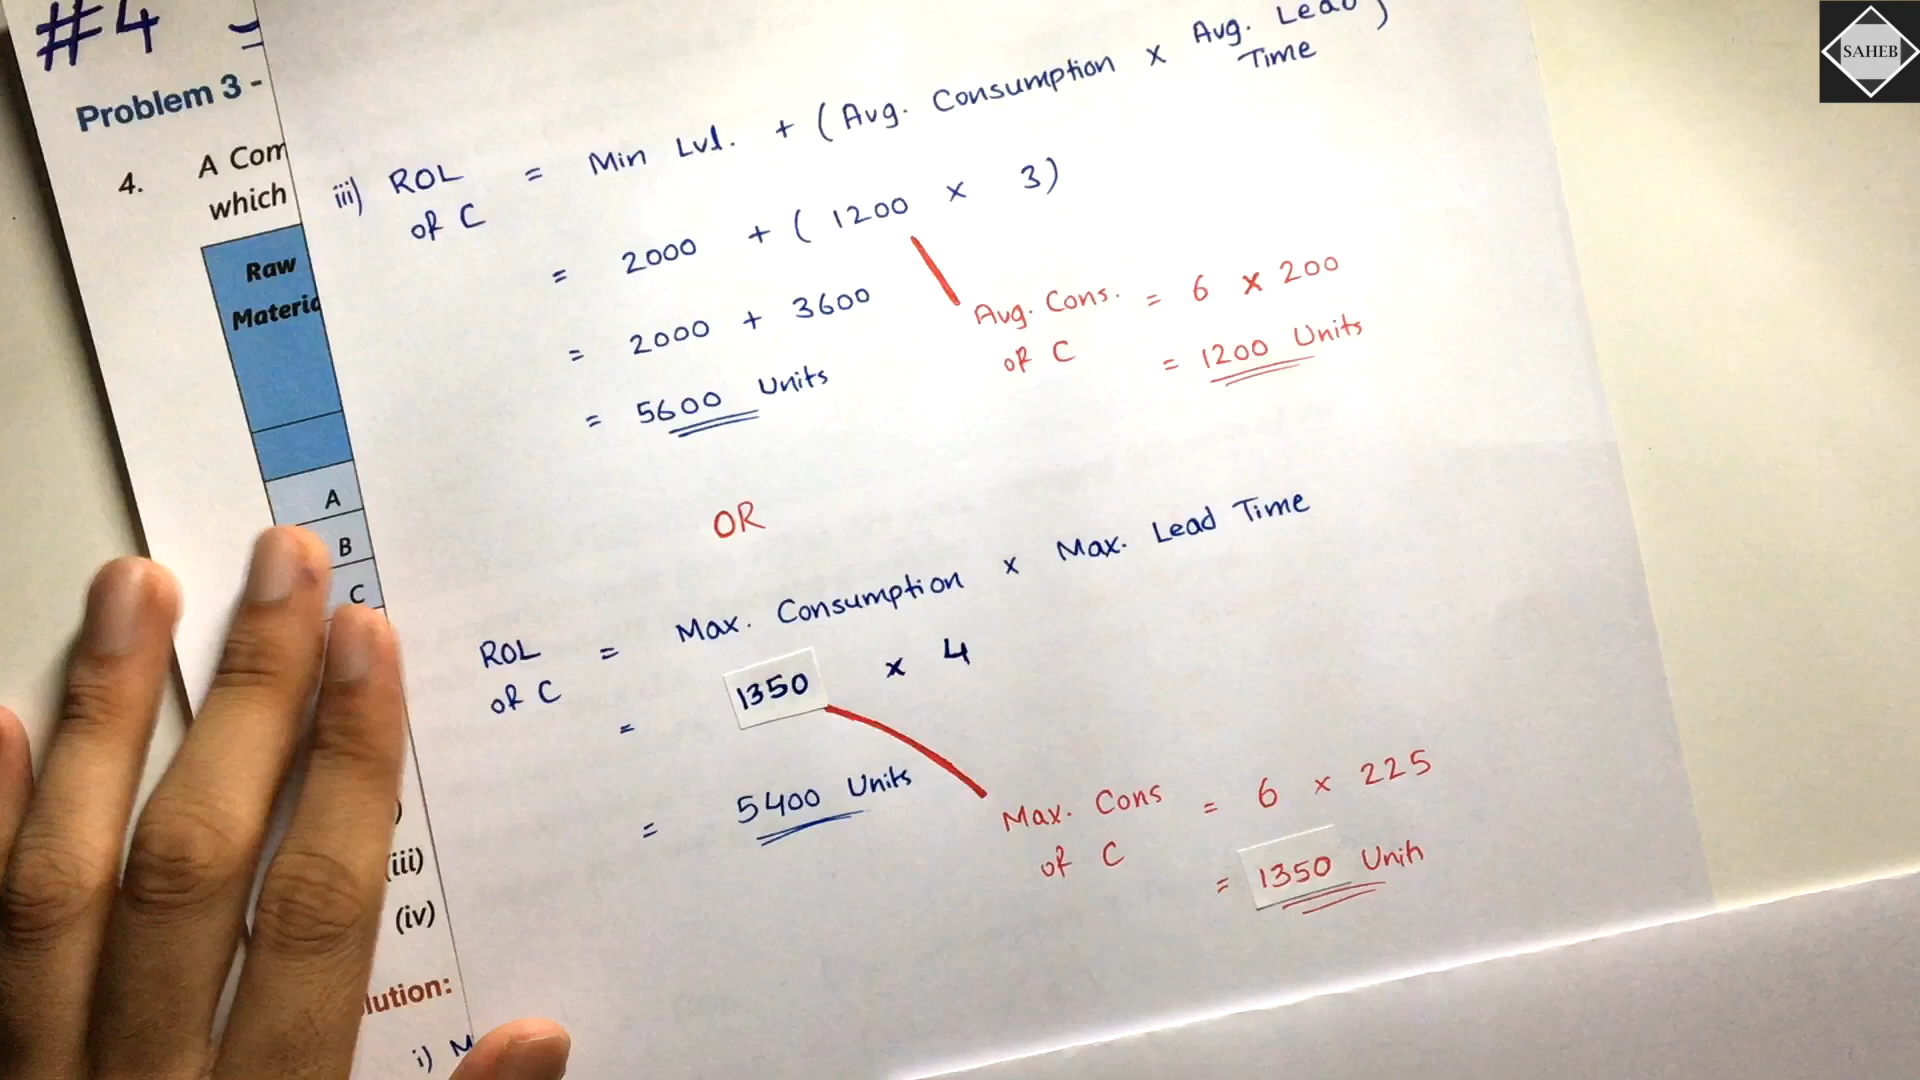 #4
SAHEB
Problem 3 -
4. A Com
which
Raw
Materia
A
B
C
(iii)
(iv)
lution:
i) M
iii) ROL of C = Min Lvl. + (Avg. Consumption x Avg. Lead Time)
= 2000 + (1200 x 3)
= 2000 + 3600
= 5600 Units
Avg. Cons. of C = 6 x 200
= 1200 Units
OR
ROL of C = Max. Consumption x Max. Lead Time
= 1350 x 4
= 5400 Units
Max. Cons of C = 6 x 225
= 1350 Units